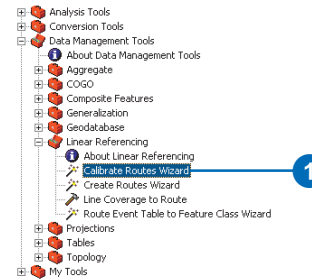 Analysis Tools
Conversion Tools
Data Management Tools
About Data Management Tools
Aggregate
COGO
Composite Features
Generalization
Geodatabase
Linear Referencing
About Linear Referencing
Calibrate Routes Wizard
1
Create Routes Wizard
Line Coverage to Route
Route Event Table to Feature Class Wizard
Projections
Tables
Topology
My Tools